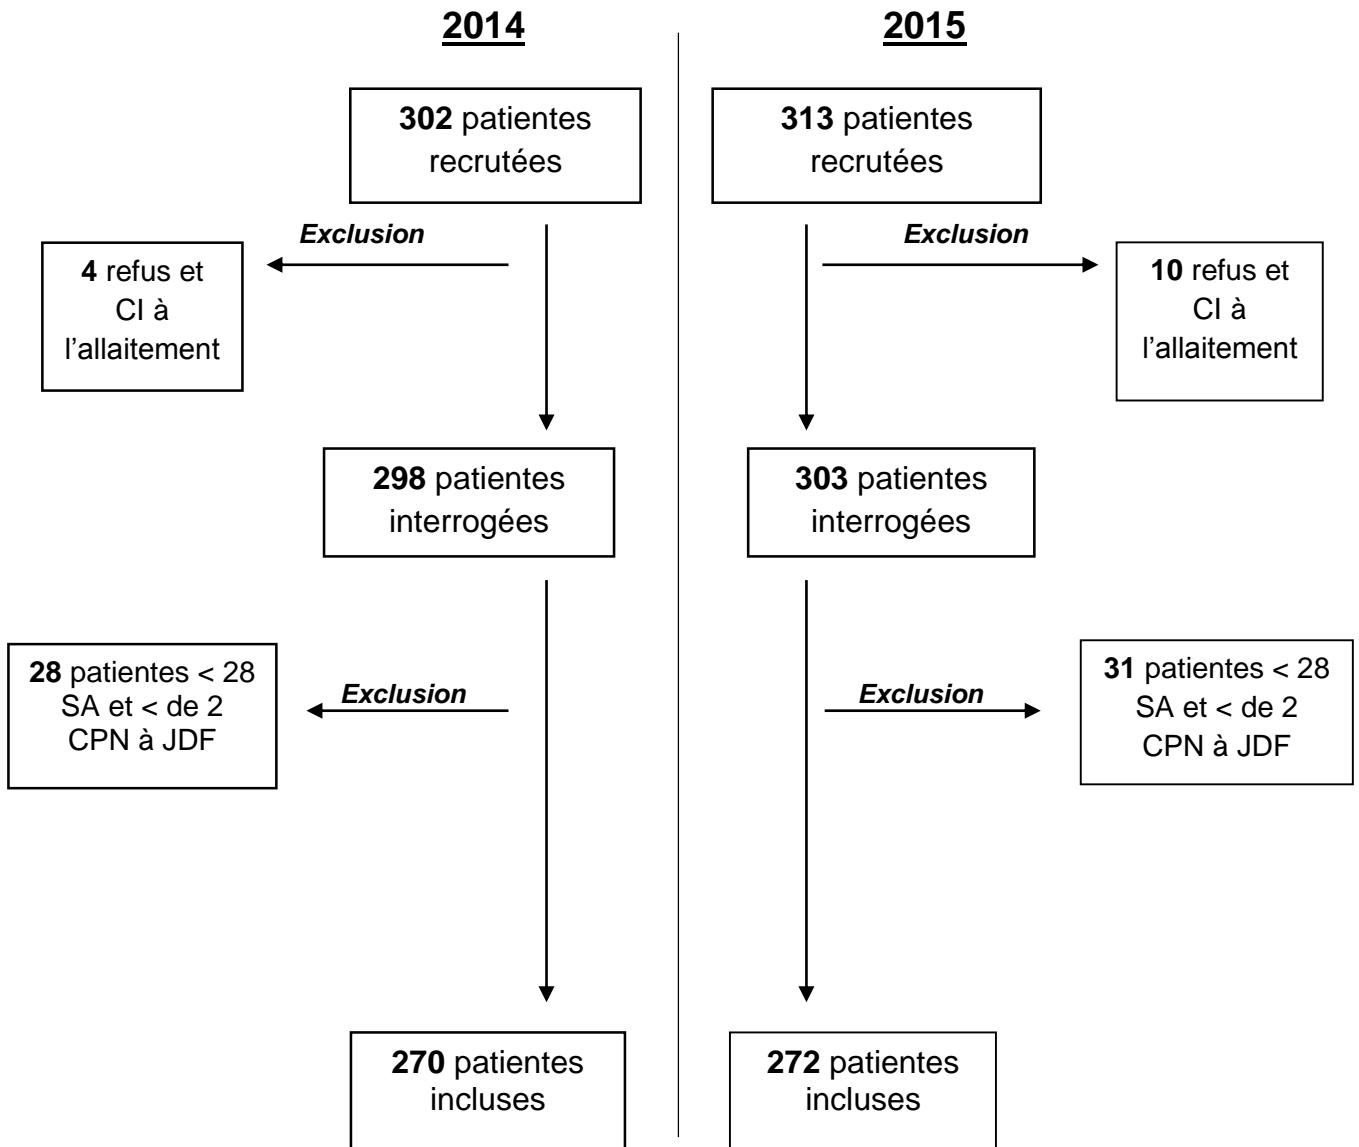 2014
302 patientes
recrutées
Exclusion
4 refus et
CI à
l’allaitement
298 patientes
interrogées
28 patientes < 28
SA et < de 2
CPN à JDF
Exclusion
270 patientes
incluses
2015
313 patientes
recrutées
Exclusion
10 refus et
CI à
l’allaitement
303 patientes
interrogées
Exclusion
31 patientes < 28
SA et < de 2
CPN à JDF
272 patientes
incluses